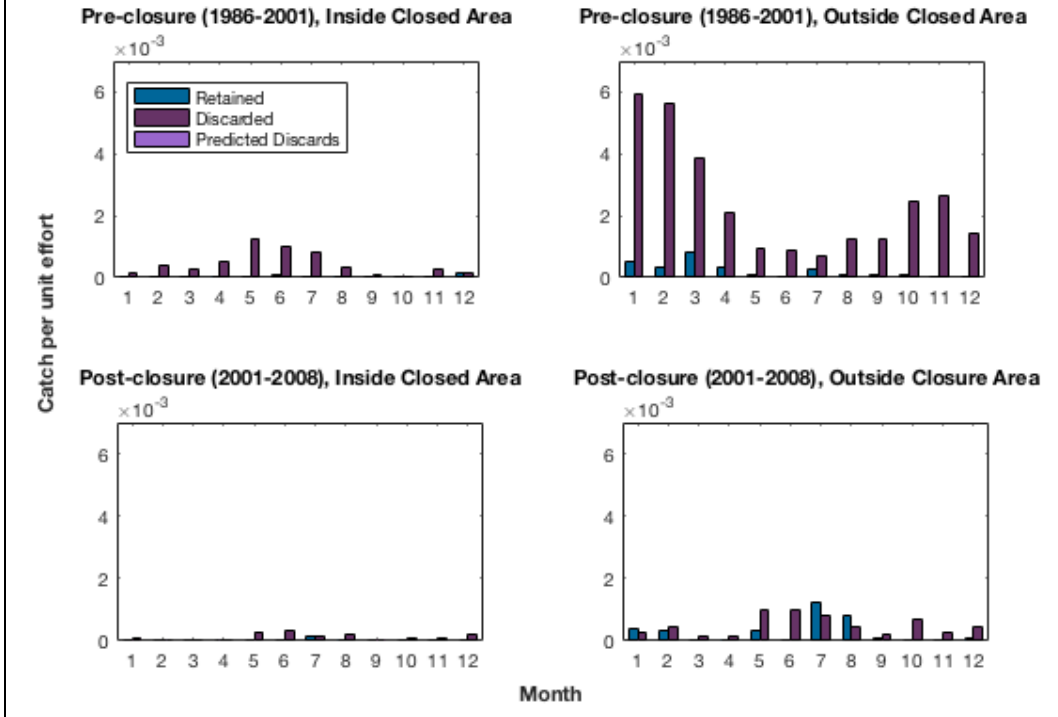 Pre-closure (1986-2001), Inside Closed Area
×10-3
6
4
2
0
Retained
Discarded
Predicted Discards
1 2 3 4 5 6 7 8 9 10 11 12
Pre-closure (1986-2001), Outside Closed Area
×10-3
6
4
2
0
1 2 3 4 5 6 7 8 9 10 11 12
Catch per unit effort
Post-closure (2001-2008), Inside Closed Area
×10-3
6
4
2
0
1 2 3 4 5 6 7 8 9 10 11 12
Post-closure (2001-2008), Outside Closure Area
×10-3
6
4
2
0
1 2 3 4 5 6 7 8 9 10 11 12
Month